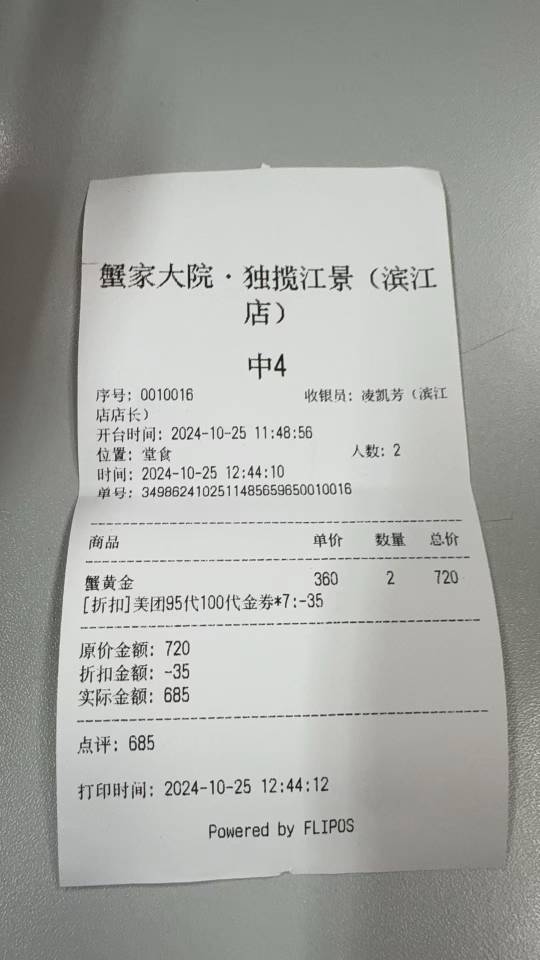 蟹家大院·独揽江景（滨江
店）
中4
序号: 0010016 收银员: 凌凯芳（滨江
店店长）
开台时间: 2024-10-25 11:48:56
位置: 堂食 人数: 2
时间: 2024-10-25 12:44:10
单号: 34986241025114856596​50010016
商品 单价 数量 总价
蟹黄金 360 2 720
[折扣]美团95代100代金券*7:-35
原价金额: 720
折扣金额: -35
实际金额: 685
点评: 685
打印时间: 2024-10-25 12:44:12
Powered by FLIPOS